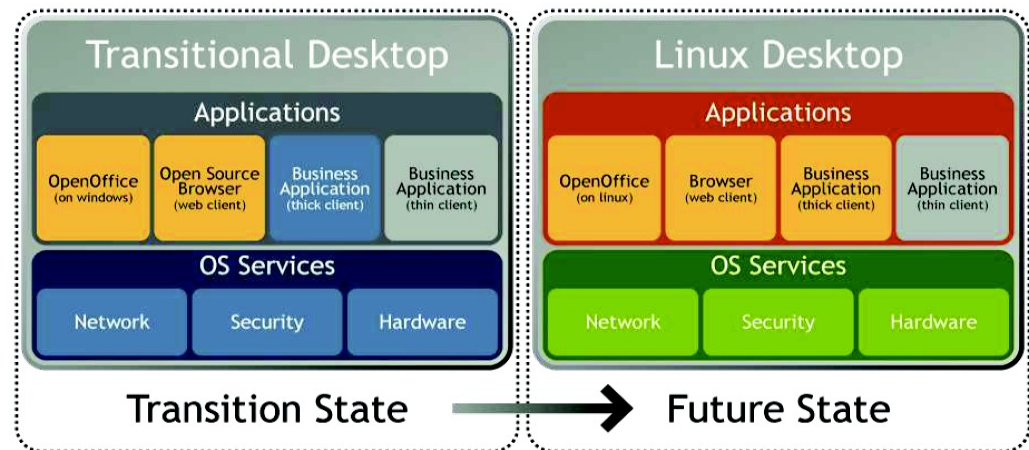 Transitional Desktop
Applications
OpenOffice
(on windows)
Open Source
Browser
(web client)
Business
Application
(thick client)
Business
Application
(thin client)
OS Services
Network
Security
Hardware
Transition State
Linux Desktop
Applications
OpenOffice
(on linux)
Browser
(web client)
Business
Application
(thick client)
Business
Application
(thin client)
OS Services
Network
Security
Hardware
Future State